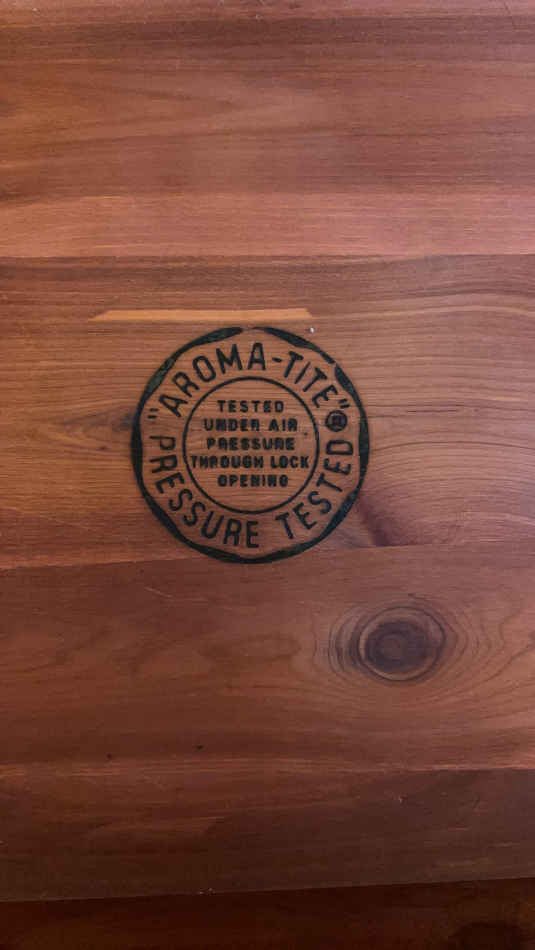 "AROMA-TITE"®
TESTED
UNDER AIR
PRESSURE
THROUGH LOCK
OPENING
PRESSURE TESTED